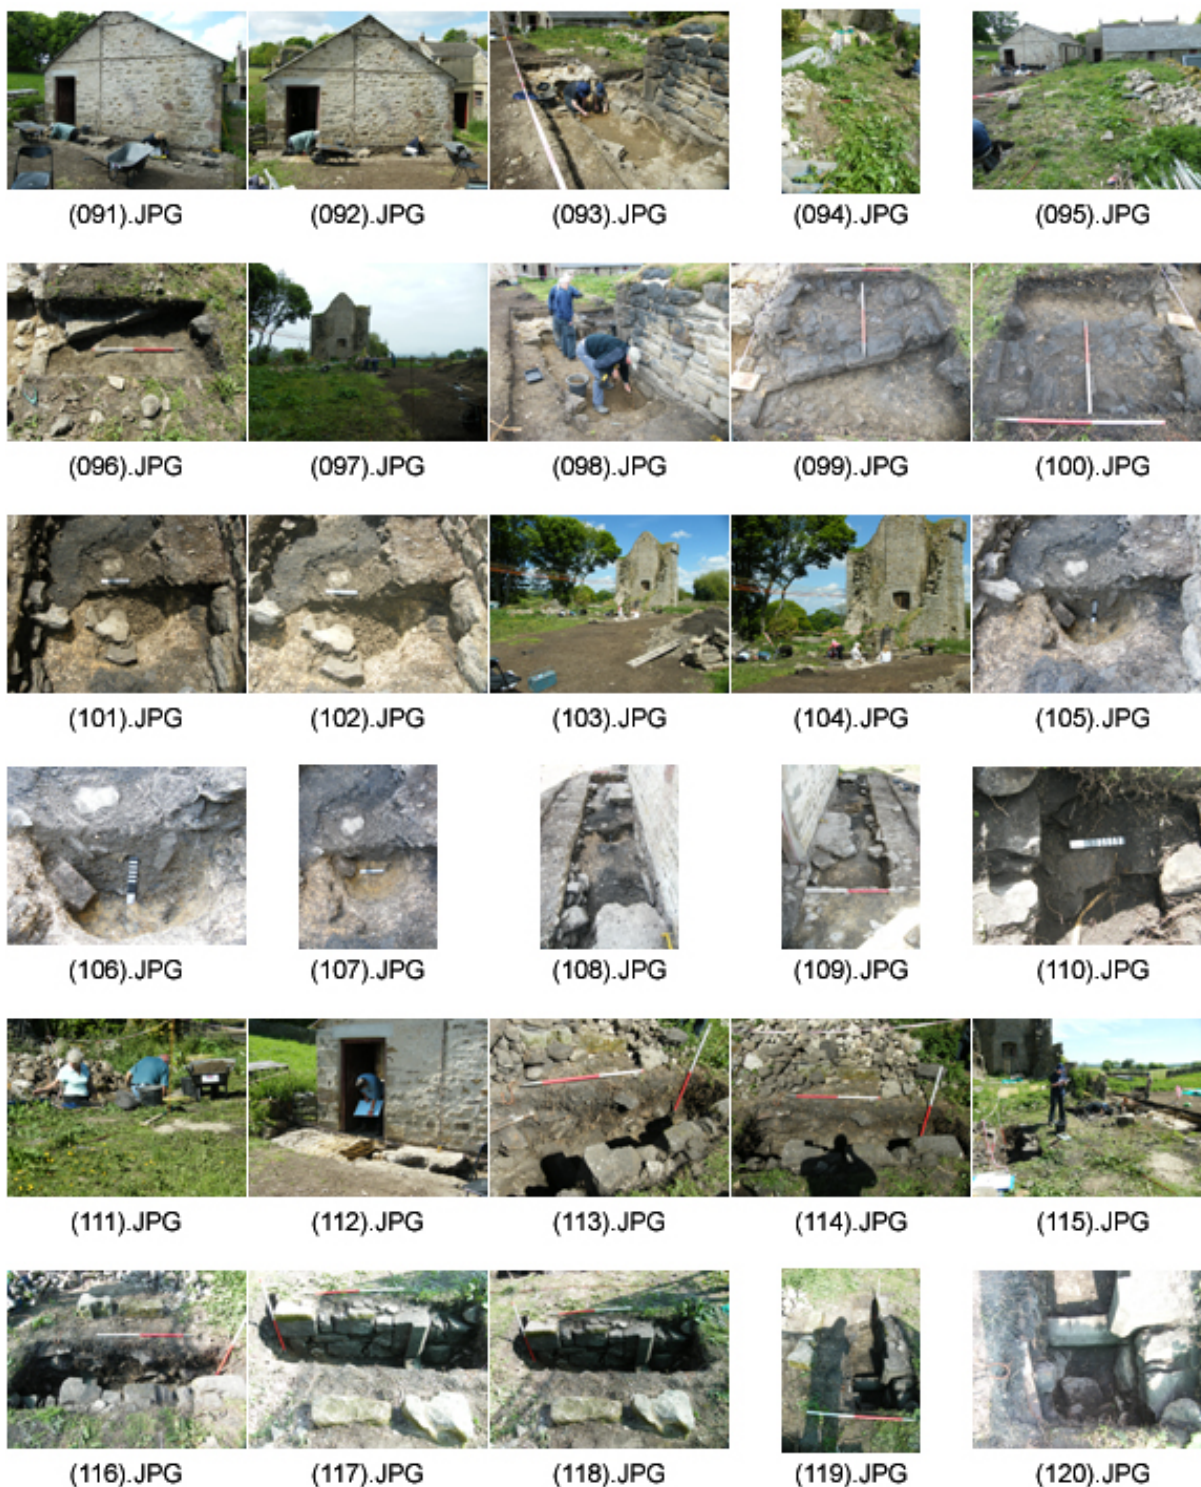 (091).JPG (092).JPG (093).JPG (094).JPG (095).JPG
(096).JPG (097).JPG (098).JPG (099).JPG (100).JPG
(101).JPG (102).JPG (103).JPG (104).JPG (105).JPG
(106).JPG (107).JPG (108).JPG (109).JPG (110).JPG
(111).JPG (112).JPG (113).JPG (114).JPG (115).JPG
(116).JPG (117).JPG (118).JPG (119).JPG (120).JPG